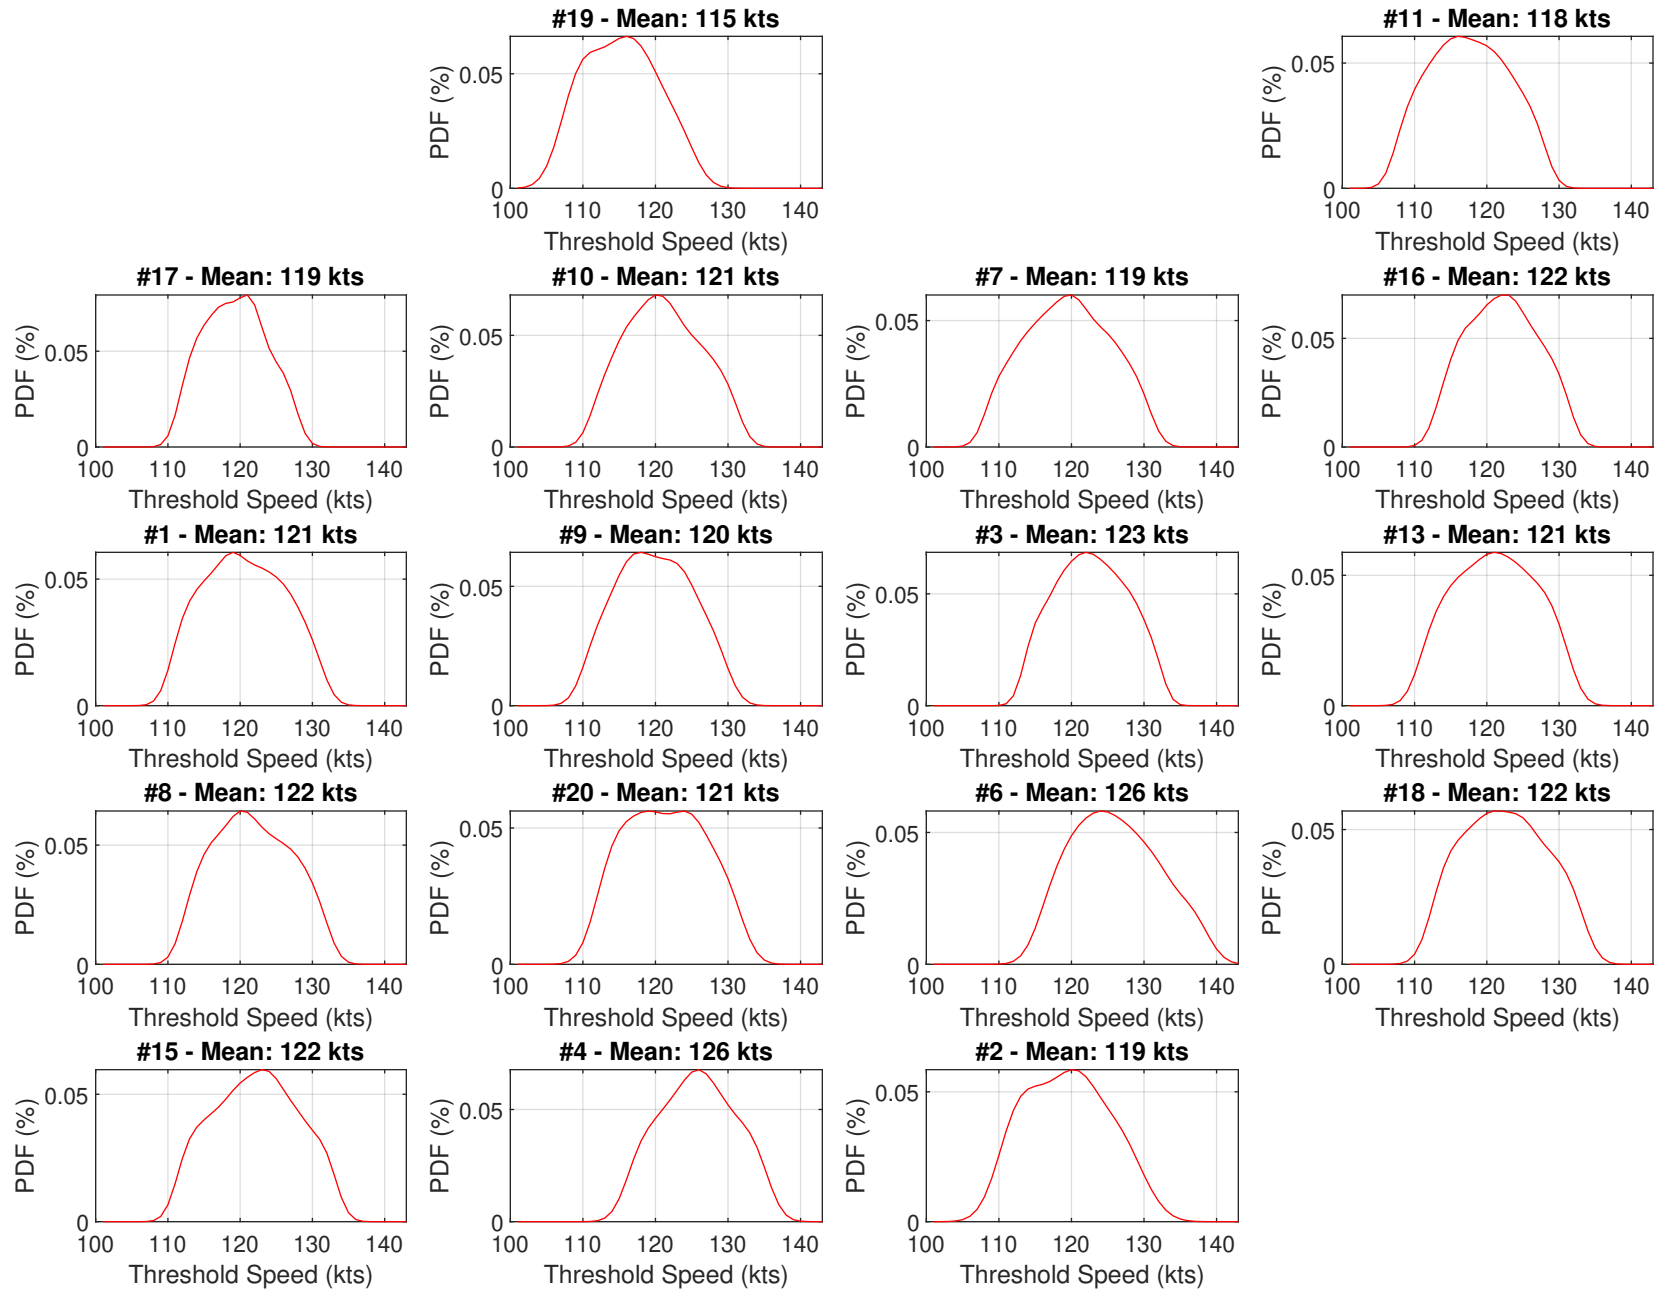 #19 - Mean: 115 kts
PDF (%)
0.05
0
100 110 120 130 140
Threshold Speed (kts)
#11 - Mean: 118 kts
PDF (%)
0.05
0
100 110 120 130 140
Threshold Speed (kts)
#17 - Mean: 119 kts
PDF (%)
0.05
0
100 110 120 130 140
Threshold Speed (kts)
#10 - Mean: 121 kts
PDF (%)
0.05
0
100 110 120 130 140
Threshold Speed (kts)
#7 - Mean: 119 kts
PDF (%)
0.05
0
100 110 120 130 140
Threshold Speed (kts)
#16 - Mean: 122 kts
PDF (%)
0.05
0
100 110 120 130 140
Threshold Speed (kts)
#1 - Mean: 121 kts
PDF (%)
0.05
0
100 110 120 130 140
Threshold Speed (kts)
#9 - Mean: 120 kts
PDF (%)
0.05
0
100 110 120 130 140
Threshold Speed (kts)
#3 - Mean: 123 kts
PDF (%)
0.05
0
100 110 120 130 140
Threshold Speed (kts)
#13 - Mean: 121 kts
PDF (%)
0.05
0
100 110 120 130 140
Threshold Speed (kts)
#8 - Mean: 122 kts
PDF (%)
0.05
0
100 110 120 130 140
Threshold Speed (kts)
#20 - Mean: 121 kts
PDF (%)
0.05
0
100 110 120 130 140
Threshold Speed (kts)
#6 - Mean: 126 kts
PDF (%)
0.05
0
100 110 120 130 140
Threshold Speed (kts)
#18 - Mean: 122 kts
PDF (%)
0.05
0
100 110 120 130 140
Threshold Speed (kts)
#15 - Mean: 122 kts
PDF (%)
0.05
0
100 110 120 130 140
Threshold Speed (kts)
#4 - Mean: 126 kts
PDF (%)
0.05
0
100 110 120 130 140
Threshold Speed (kts)
#2 - Mean: 119 kts
PDF (%)
0.05
0
100 110 120 130 140
Threshold Speed (kts)